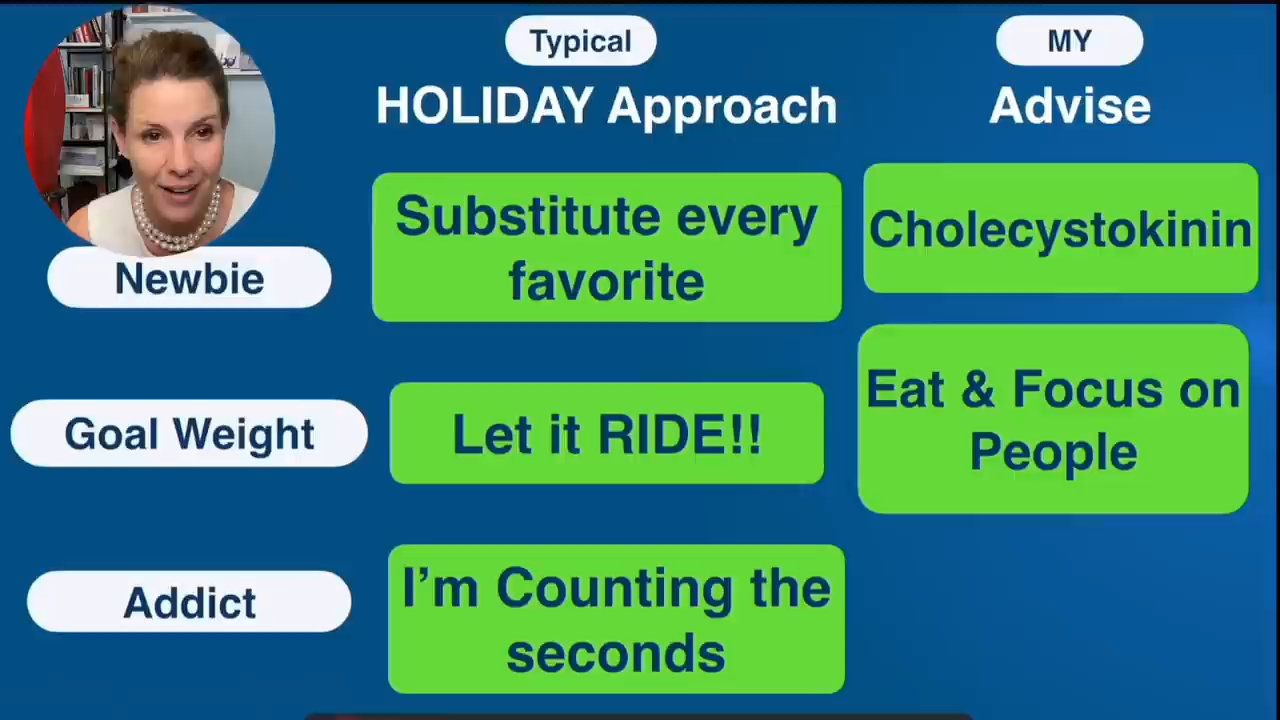 Typical
MY
HOLIDAY Approach
Advise
Newbie
Substitute every
favorite
Cholecystokinin
Goal Weight
Let it RIDE!!
Eat & Focus on
People
Addict
I'm Counting the
seconds